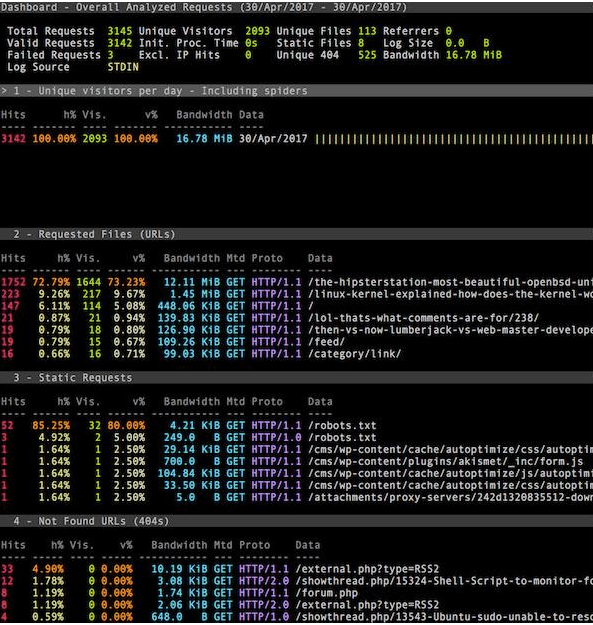 Dashboard - Overall Analyzed Requests (30/Apr/2017 - 30/Apr/2017)
Total Requests 3145 Unique Visitors 2093 Unique Files 113 Referrers 0
Valid Requests 3142 Init. Proc. Time 0s Static Files 8 Log Size 0.0 B
Failed Requests 3 Excl. IP Hits 0 Unique 404 525 Bandwidth 16.78 MiB
Log Source STDIN
> 1 - Unique visitors per day - Including spiders
Hits h% Vis. v% Bandwidth Data
---- ------- ---- ------- ----------- ----
3142 100.00% 2093 100.00% 16.78 MiB 30/Apr/2017 |||||||||||||||||||||||||||||||||||||||||||
2 - Requested Files (URLs)
Hits h% Vis. v% Bandwidth Mtd Proto Data
---- ------ ---- ------ ----------- --- -------- ----
1752 72.79% 1644 73.23% 12.11 MiB GET HTTP/1.1 /the-hipsterstation-most-beautiful-openbsd-uni
223 9.26% 217 9.67% 1.45 MiB GET HTTP/1.1 /linux-kernel-explained-how-does-the-kernel-wo
147 6.11% 114 5.08% 448.06 KiB GET HTTP/1.1 /
21 0.87% 21 0.94% 139.83 KiB GET HTTP/1.1 /lol-thats-what-comments-are-for/238/
19 0.79% 18 0.80% 126.90 KiB GET HTTP/1.1 /then-vs-now-lumberjack-vs-web-master-develope
19 0.79% 15 0.67% 109.26 KiB GET HTTP/1.1 /feed/
16 0.66% 16 0.71% 99.03 KiB GET HTTP/1.1 /category/link/
3 - Static Requests
Hits h% Vis. v% Bandwidth Mtd Proto Data
---- ------ ---- ------ ----------- --- -------- ----
52 85.25% 32 80.00% 4.21 KiB GET HTTP/1.1 /robots.txt
3 4.92% 2 5.00% 249.0 B GET HTTP/1.0 /robots.txt
1 1.64% 1 2.50% 29.14 KiB GET HTTP/1.1 /cms/wp-content/cache/autoptimize/css/autoptim
1 1.64% 1 2.50% 700.0 B GET HTTP/1.1 /cms/wp-content/plugins/akismet/_inc/form.js
1 1.64% 1 2.50% 104.84 KiB GET HTTP/1.1 /cms/wp-content/cache/autoptimize/js/autoptimi
1 1.64% 1 2.50% 33.50 KiB GET HTTP/1.1 /cms/wp-content/cache/autoptimize/css/autoptim
1 1.64% 1 2.50% 5.0 B GET HTTP/1.1 /attachments/proxy-servers/242d1320835512-down
4 - Not Found URLs (404s)
Hits h% Vis. v% Bandwidth Mtd Proto Data
---- ----- ---- ----- ----------- --- -------- ----
33 4.90% 0 0.00% 10.19 KiB GET HTTP/1.1 /external.php?type=RSS2
12 1.78% 0 0.00% 3.08 KiB GET HTTP/2.0 /showthread.php/15324-Shell-Script-to-monitor-fo
8 1.19% 0 0.00% 1.74 KiB GET HTTP/1.1 /forum.php
8 1.19% 0 0.00% 2.06 KiB GET HTTP/2.0 /external.php?type=RSS2
4 0.59% 0 0.00% 648.0 B GET HTTP/1.0 /showthread.php/13543-Ubuntu-sudo-unable-to-reso